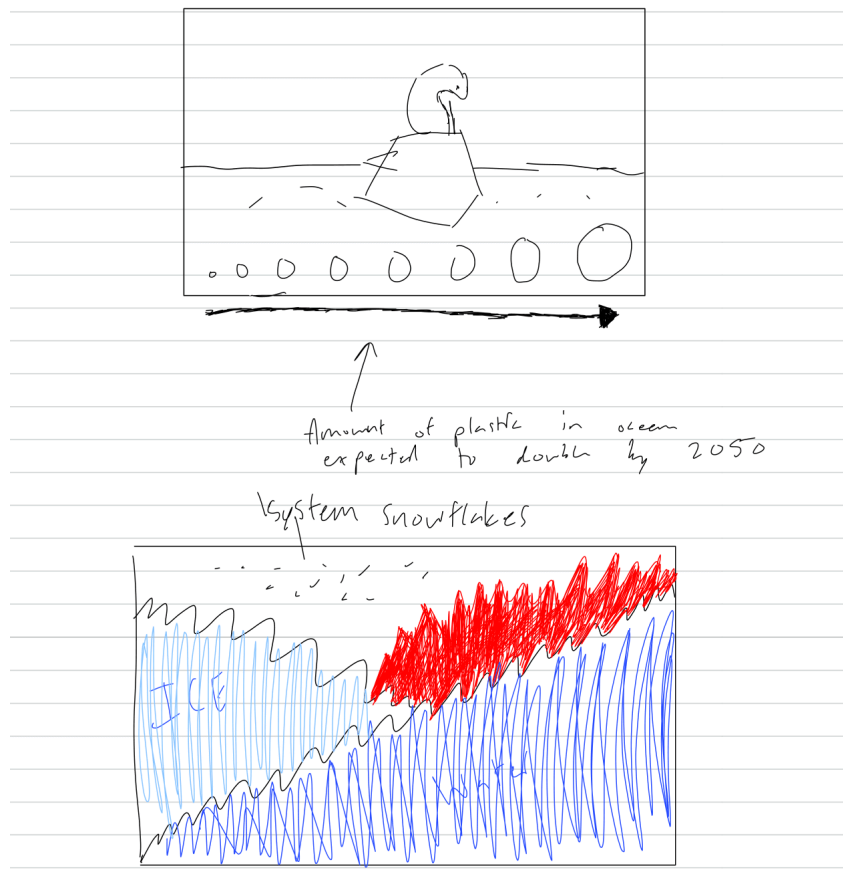 Amount of plastic in ocean
expected to double by 2050
system snowflakes
ICE
Water